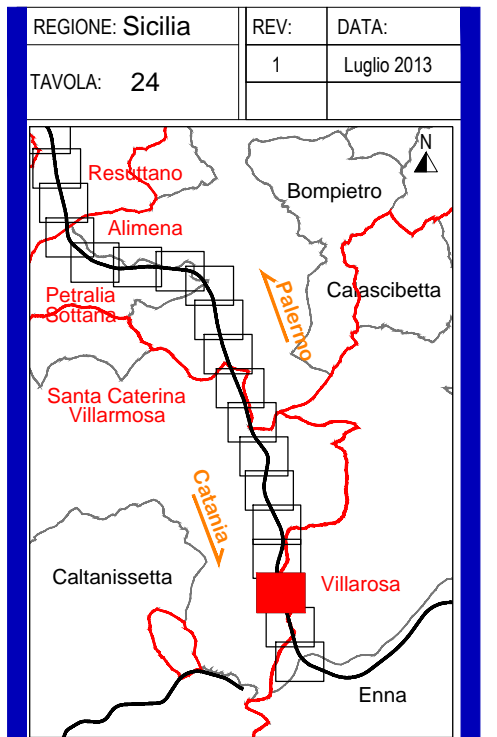 REGIONE: Sicilia
REV:
DATA:
TAVOLA: 24
1
Luglio 2013
N
Resuttano
Bompietro
Alimena
Calascibetta
Petralia
Sottana
Palermo
Santa Caterina
Villarmosa
Catania
Caltanissetta
Villarosa
Enna